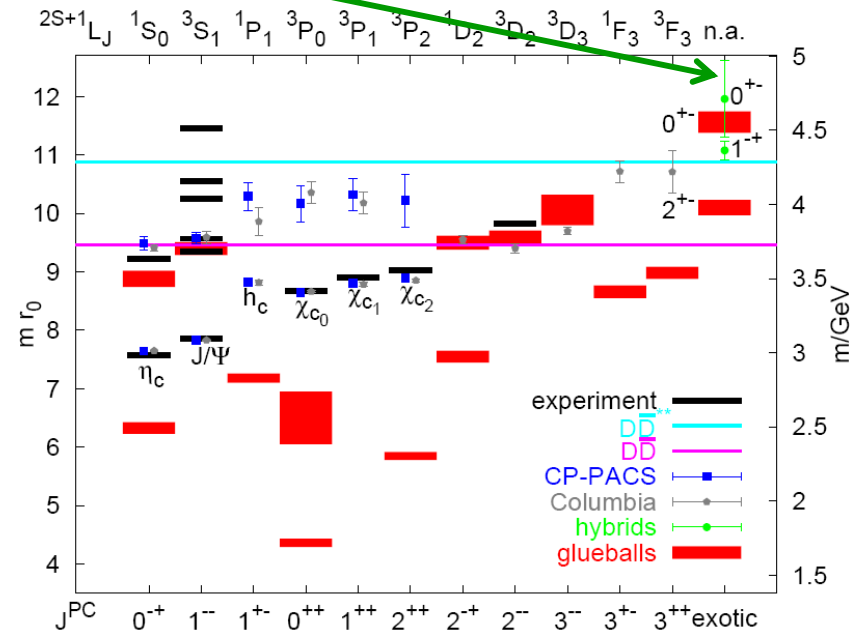 2S+1LJ 1S0 3S1 1P1 3P0 3P1 3P2 1D2 3D2 3D3 1F3 3F3 n.a.
m r0
12
11
10
9
8
7
6
5
4
5
4.5
4
3.5
3
2.5
2
1.5
m/GeV
0+-
0+-
1-+
2+-
hc
χc0
χc1
χc2
J/Ψ
ηc
experiment
DD**
DD
CP-PACS
Columbia
hybrids
glueballs
JPC 0-+ 1-- 1+- 0++ 1++ 2++ 2-+ 2-- 3-- 3+- 3++ exotic